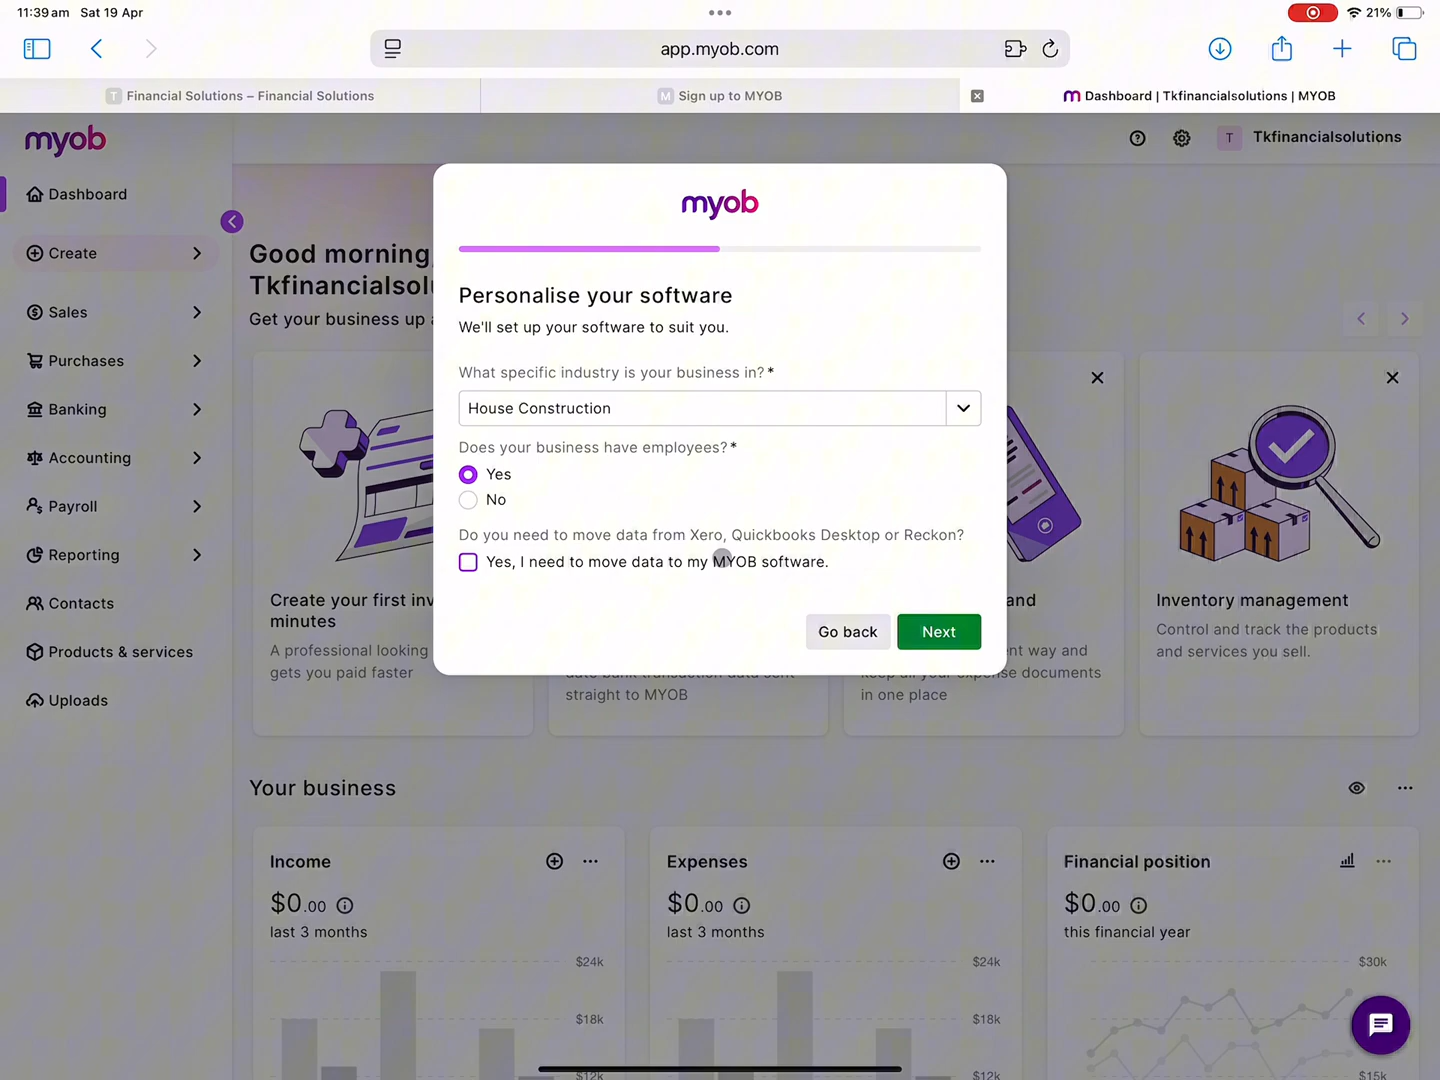 11:39 am Sat 19 Apr
21%
app.myob.com
T Financial Solutions – Financial Solutions
M Sign up to MYOB
Dashboard | Tkfinancialsolutions | MYOB
myob
T Tkfinancialsolutions
Dashboard
Create
Sales
Purchases
Banking
Accounting
Payroll
Reporting
Contacts
Products & services
Uploads
Good morning,
Tkfinancialsol
Get your business up
myob
Personalise your software
We'll set up your software to suit you.
What specific industry is your business in? *
House Construction
Does your business have employees? *
Yes
No
Do you need to move data from Xero, Quickbooks Desktop or Reckon?
Yes, I need to move data to my MYOB software.
Go back
Next
Create your first inv
minutes
A professional looking
gets you paid faster
straight to MYOB
and
nt way and
keep all your expense documents
in one place
Inventory management
Control and track the products
and services you sell.
Your business
Income
$0.00
last 3 months
$24k
$18k
$12k
Expenses
$0.00
last 3 months
$24k
$18k
$12k
Financial position
$0.00
this financial year
$30k
$15k